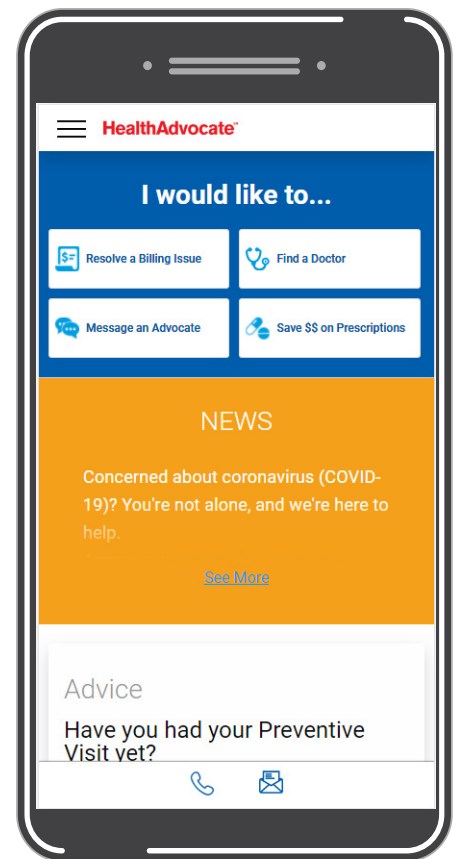 HealthAdvocate™
I would like to...
Resolve a Billing Issue
Find a Doctor
Message an Advocate
Save $$ on Prescriptions
NEWS
Concerned about coronavirus (COVID-
19)? You're not alone, and we're here to
help.
See More
Advice
Have you had your Preventive
Visit yet?